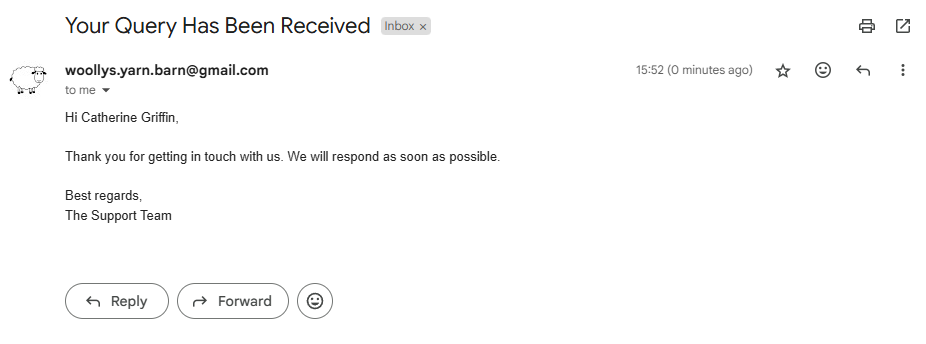 Your Query Has Been Received Inbox ×
woollys.yarn.barn@gmail.com 15:52 (0 minutes ago)
to me
Hi Catherine Griffin,
Thank you for getting in touch with us. We will respond as soon as possible.
Best regards,
The Support Team
Reply Forward